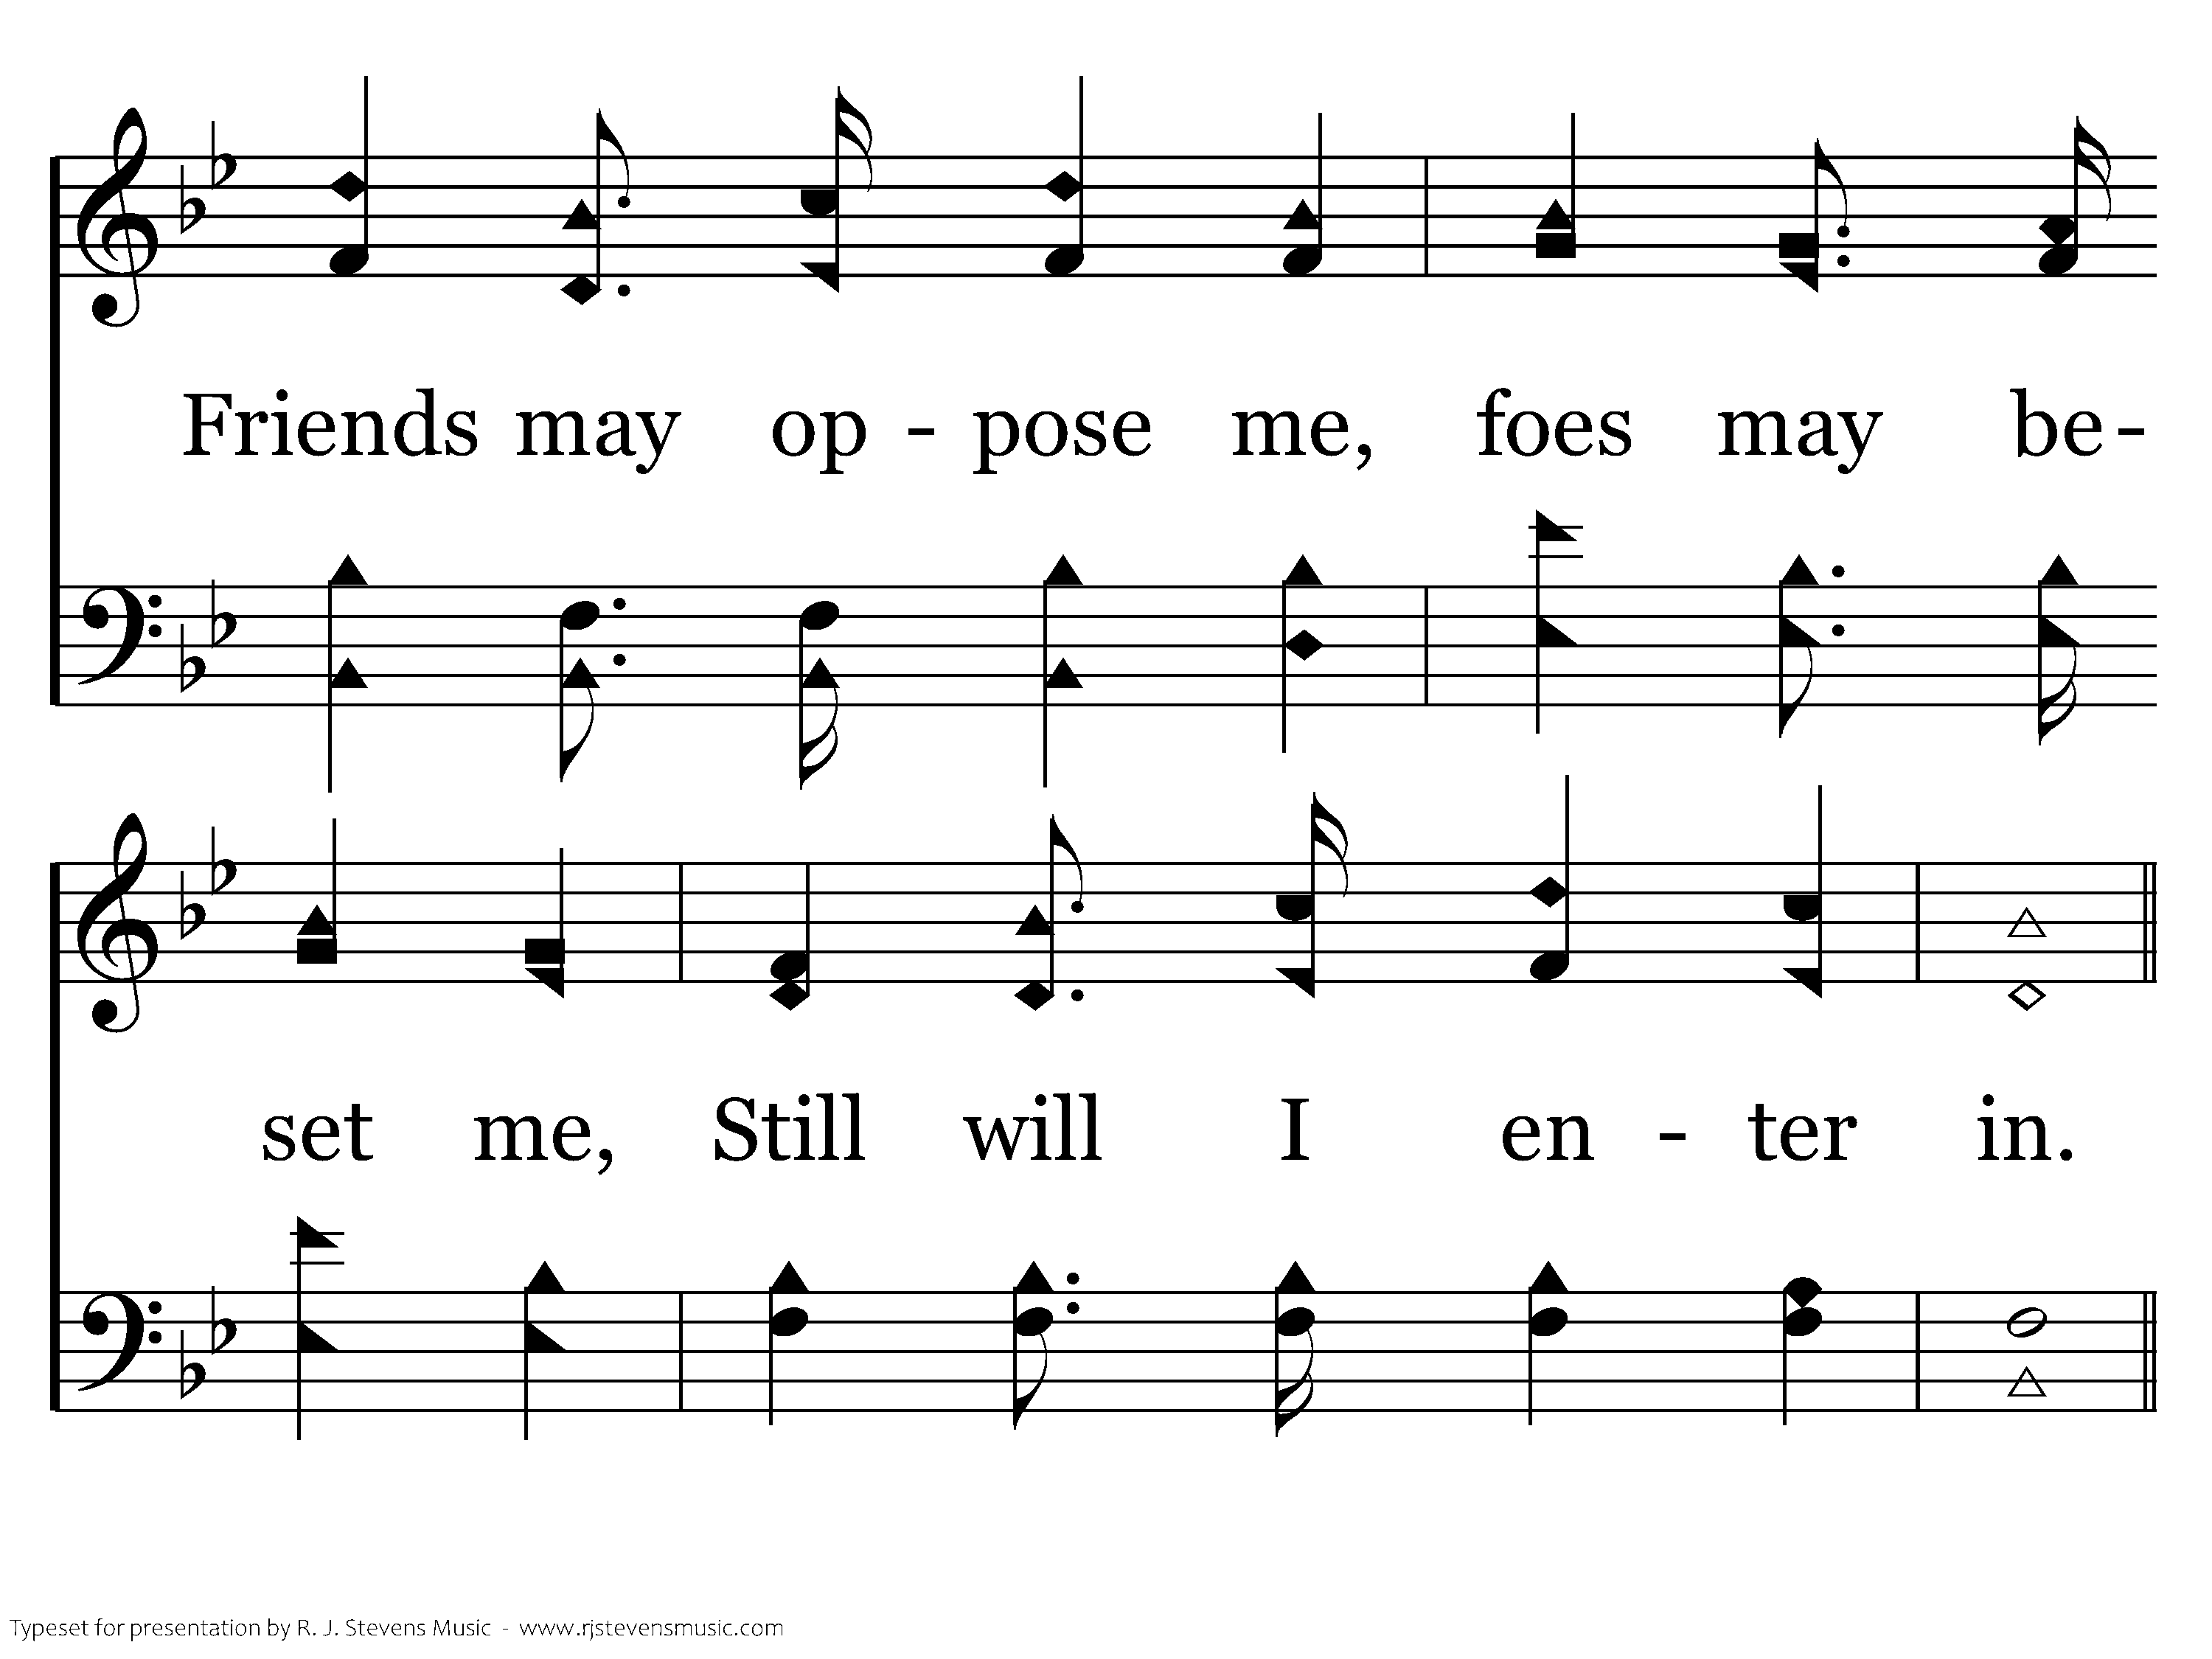 Friends may op - pose me, foes may be-
set me, Still will I en - ter in.
Typeset for presentation by R. J. Stevens Music - www.rjstevensmusic.com